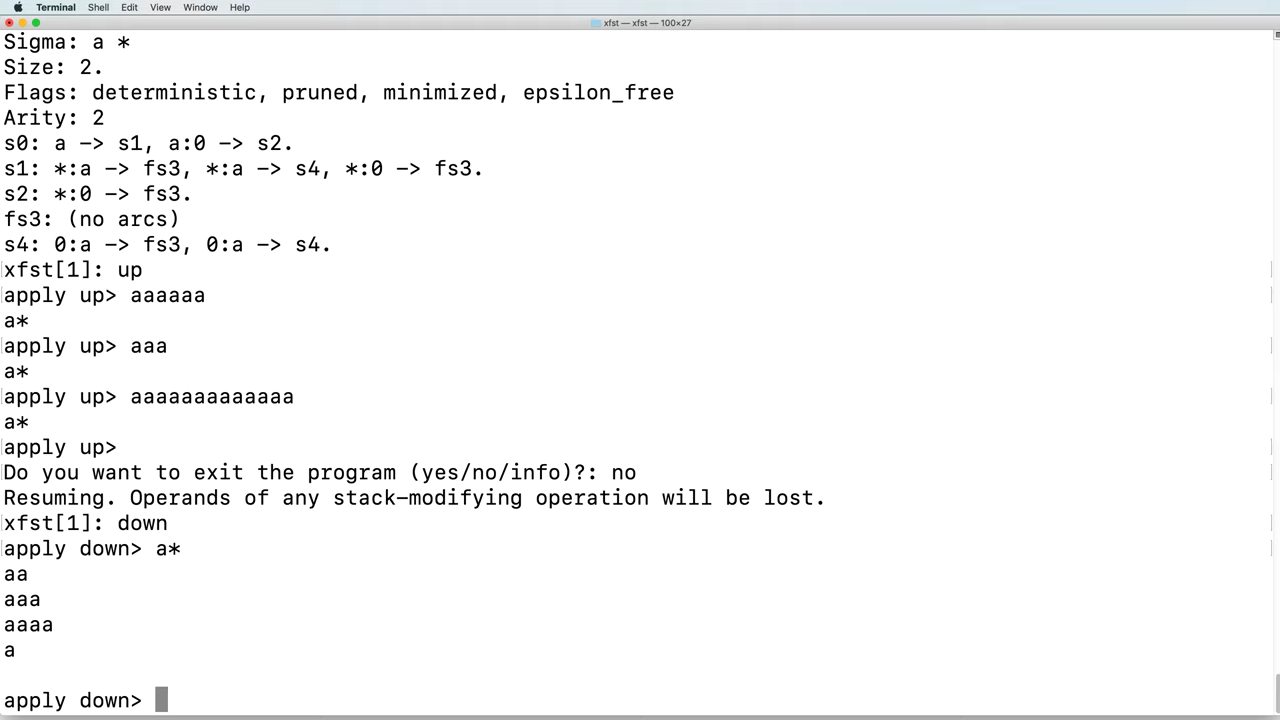 Terminal Shell Edit View Window Help
xfst — xfst — 100×27
Sigma: a *
Size: 2.
Flags: deterministic, pruned, minimized, epsilon_free
Arity: 2
s0: a -> s1, a:0 -> s2.
s1: *:a -> fs3, *:a -> s4, *:0 -> fs3.
s2: *:0 -> fs3.
fs3: (no arcs)
s4: 0:a -> fs3, 0:a -> s4.
xfst[1]: up
apply up> aaaaaa
a*
apply up> aaa
a*
apply up> aaaaaaaaaaaaa
a*
apply up>
Do you want to exit the program (yes/no/info)?: no
Resuming. Operands of any stack-modifying operation will be lost.
xfst[1]: down
apply down> a*
aa
aaa
aaaa
a
apply down>